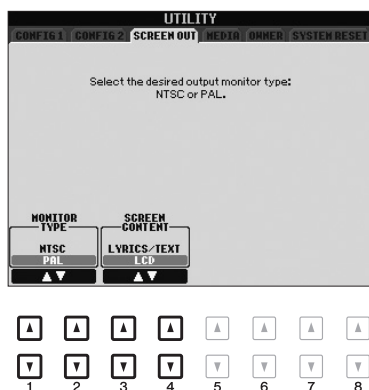 UTILITY
CONFIG 1 CONFIG 2 SCREEN OUT MEDIA OWNER SYSTEM RESET
Select the desired output monitor type:
NTSC or PAL.
MONITOR TYPE
NTSC
PAL
SCREEN CONTENT
LYRICS/TEXT
LCD
1 2 3 4 5 6 7 8